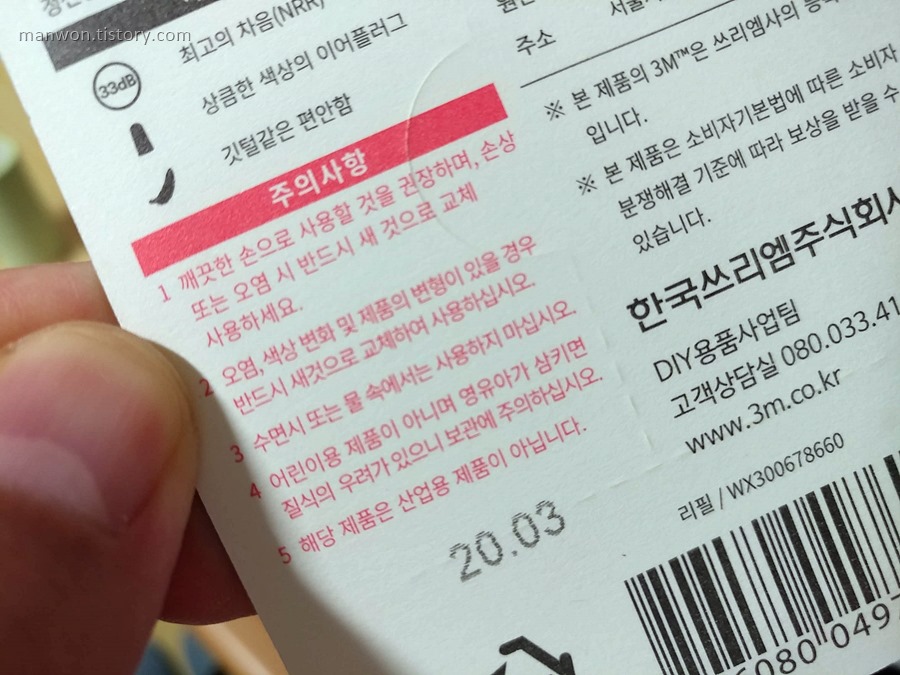 manwon.tistory.com
최고의 차음(NRR)
33dB
상큼한 색상의 이어플러그
깃털같은 편안함
주의사항
1 깨끗한 손으로 사용할 것을 권장하며, 손상
또는 오염 시 반드시 새 것으로 교체
사용하세요.
2 오염, 색상 변화 및 제품의 변형이 있을 경우
반드시 새것으로 교체하여 사용하십시오.
3 수면시 또는 물 속에서는 사용하지 마십시오.
4 어린이용 제품이 아니며 영유아가 삼키면
질식의 우려가 있으니 보관에 주의하십시오.
5 해당 제품은 산업용 제품이 아닙니다.
20.03
주소
※ 본 제품의 3M™은 쓰리엠사의
입니다.
※ 본 제품은 소비자기본법에 따른 소비자
분쟁해결 기준에 따라 보상을 받을 수
있습니다.
한국쓰리엠주식회사
DIY용품사업팀
고객상담실 080.033.41
www.3m.co.kr
리필 / WX300678660
6080 0497